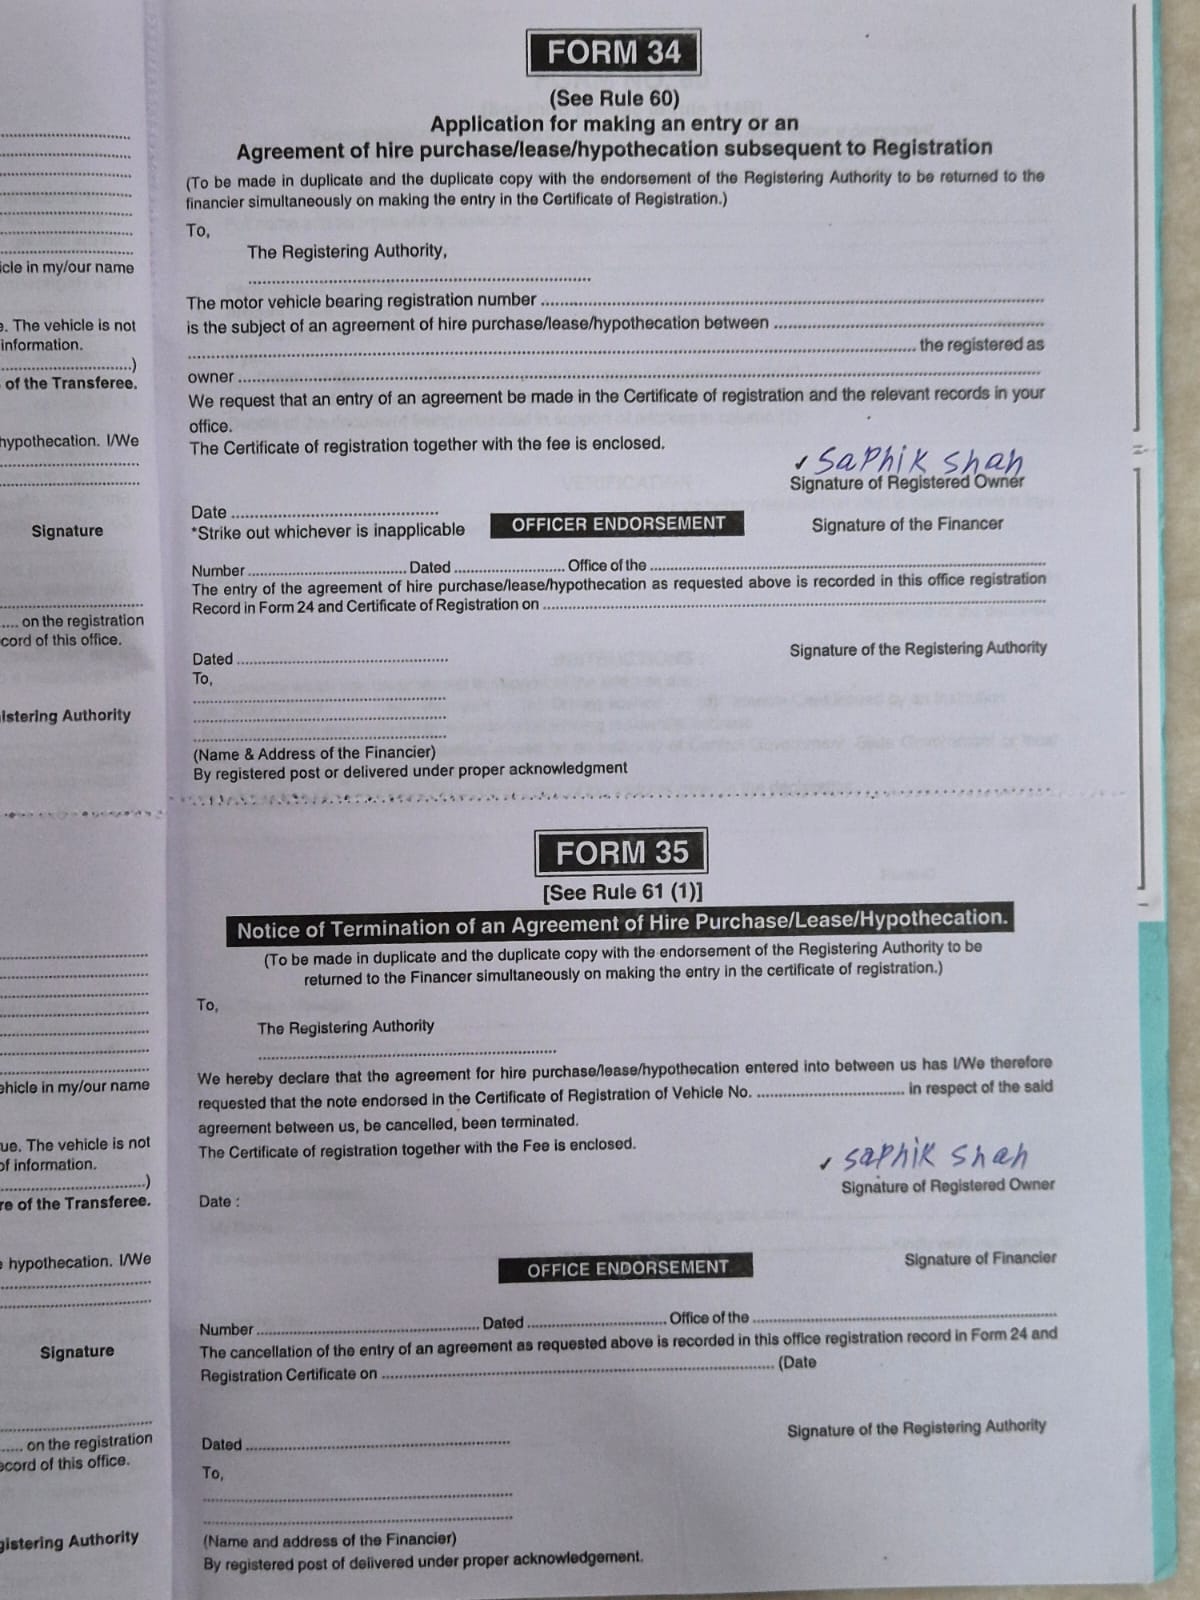 FORM 34
(See Rule 60)
Application for making an entry or an
Agreement of hire purchase/lease/hypothecation subsequent to Registration
(To be made in duplicate and the duplicate copy with the endorsement of the Registering Authority to be returned to the
financier simultaneously on making the entry in the Certificate of Registration.)
To,
The Registering Authority,
................................................
The motor vehicle bearing registration number ................................................
is the subject of an agreement of hire purchase/lease/hypothecation between ................................
................................................ the registered as
owner ................................................
We request that an entry of an agreement be made in the Certificate of registration and the relevant records in your
office.
The Certificate of registration together with the fee is enclosed.
✓ saphik shah
Signature of Registered Owner
Date ................................
*Strike out whichever is inapplicable
OFFICER ENDORSEMENT
Signature of the Financer
Number ................................ Dated ........................ Office of the ................................................
The entry of the agreement of hire purchase/lease/hypothecation as requested above is recorded in this office registration
Record in Form 24 and Certificate of Registration on ................................................
Signature of the Registering Authority
Dated ................................
To,
................................
................................
................................
(Name & Address of the Financier)
By registered post or delivered under proper acknowledgment
FORM 35
[See Rule 61 (1)]
Notice of Termination of an Agreement of Hire Purchase/Lease/Hypothecation.
(To be made in duplicate and the duplicate copy with the endorsement of the Registering Authority to be
returned to the Financer simultaneously on making the entry in the certificate of registration.)
To,
The Registering Authority
................................................
We hereby declare that the agreement for hire purchase/lease/hypothecation entered into between us has I/We therefore
requested that the note endorsed in the Certificate of Registration of Vehicle No. ................................ in respect of the said
agreement between us, be cancelled, been terminated.
The Certificate of registration together with the Fee is enclosed.
✓ saphik shah
Signature of Registered Owner
Date :
Signature of Financier
OFFICE ENDORSEMENT
Number ................................ Dated ................................ Office of the ................................................
The cancellation of the entry of an agreement as requested above is recorded in this office registration record in Form 24 and
Registration Certificate on ................................................ (Date
Signature of the Registering Authority
Dated ................................
To,
................................
................................
(Name and address of the Financier)
By registered post of delivered under proper acknowledgement.
icle in my/our name
e. The vehicle is not
information.
................................)
of the Transferee.
hypothecation. I/We
Signature
..... on the registration
cord of this office.
istering Authority
ehicle in my/our name
ue. The vehicle is not
of information.
................................)
re of the Transferee.
e hypothecation. I/We
Signature
...... on the registration
ecord of this office.
gistering Authority